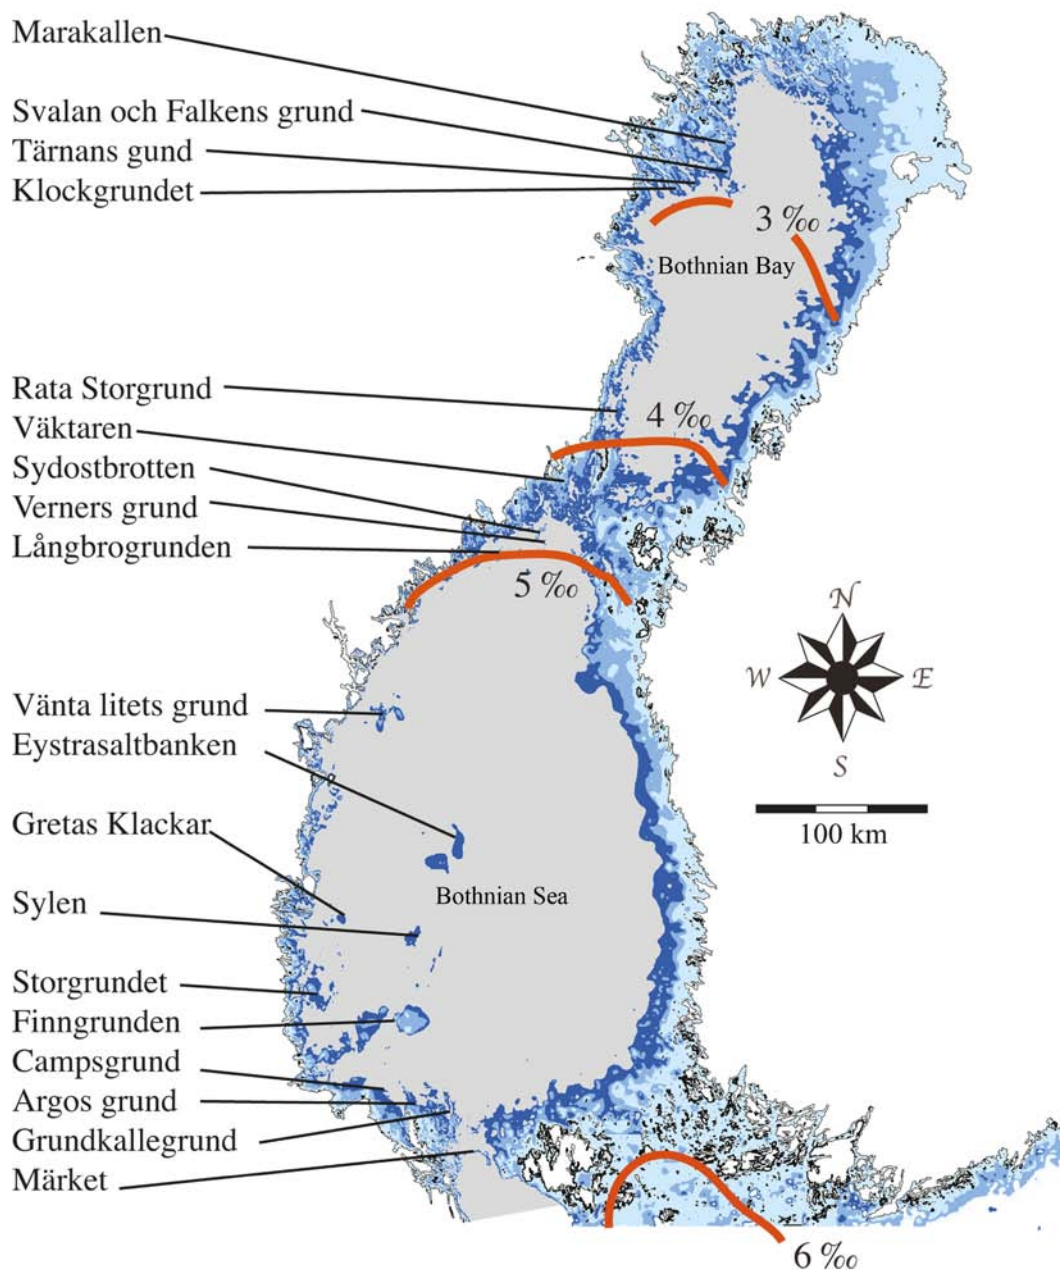 Marakallen
Svalan och Falkens grund
Tärnans gund
Klockgrundet
3 ‰
Bothnian Bay
Rata Storgrund
4 ‰
Väktaren
Sydostbrotten
Verners grund
Långbrogrunden
5 ‰
N
W
E
S
Vänta litets grund
Eystrasaltbanken
100 km
Gretas Klackar
Sylen
Bothnian Sea
Storgrundet
Finngrunden
Campsgrund
Argos grund
Grundkallegrund
Märket
6 ‰